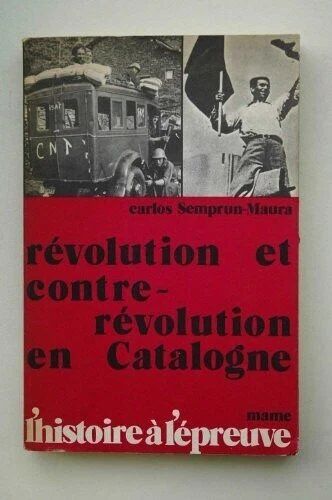 CNT
carlos Semprun-Maura
révolution et
contre-
révolution
en Catalogne
mame
l'histoire à l'épreuve